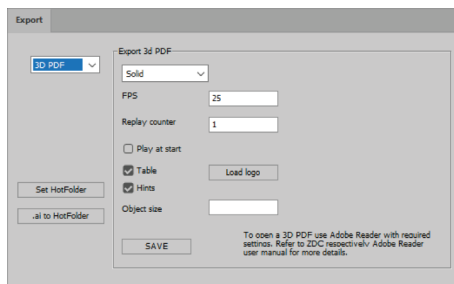 Export
3D PDF
Export 3d PDF
Solid
FPS
25
Replay counter
1
Play at start
Table
Load logo
Hints
Set HotFolder
.ai to HotFolder
Object size
SAVE
To open a 3D PDF use Adobe Reader with required
settings. Refer to ZDC respectively Adobe Reader
user manual for more details.